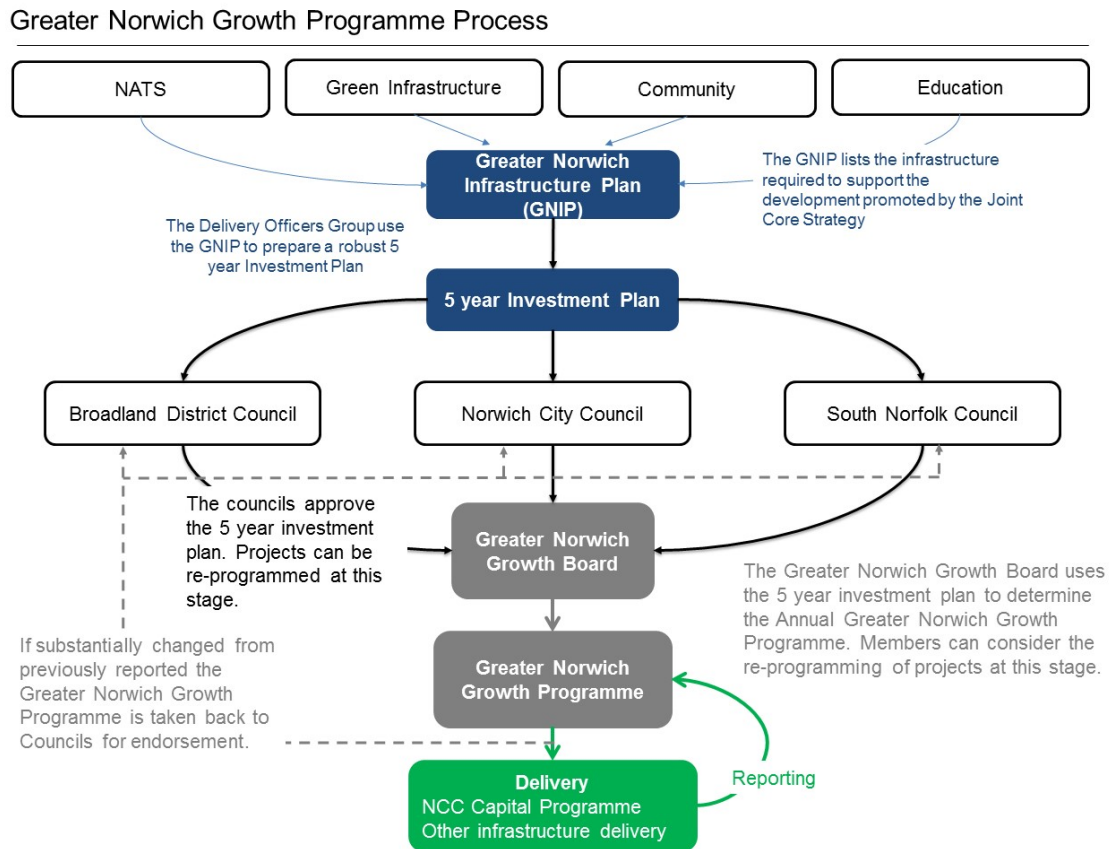 Greater Norwich Growth Programme Process
NATS
Green Infrastructure
Community
Education
Greater Norwich
Infrastructure Plan
(GNIP)
The GNIP lists the infrastructure
required to support the
development promoted by the Joint
Core Strategy
The Delivery Officers Group use
the GNIP to prepare a robust 5
year Investment Plan
5 year Investment Plan
Broadland District Council
Norwich City Council
South Norfolk Council
The councils approve
the 5 year investment
plan. Projects can be
re-programmed at this
stage.
Greater Norwich
Growth Board
The Greater Norwich Growth Board uses
the 5 year investment plan to determine
the Annual Greater Norwich Growth
Programme. Members can consider the
re-programming of projects at this stage.
If substantially changed from
previously reported the
Greater Norwich Growth
Programme is taken back to
Councils for endorsement.
Greater Norwich
Growth Programme
Reporting
Delivery
NCC Capital Programme
Other infrastructure delivery